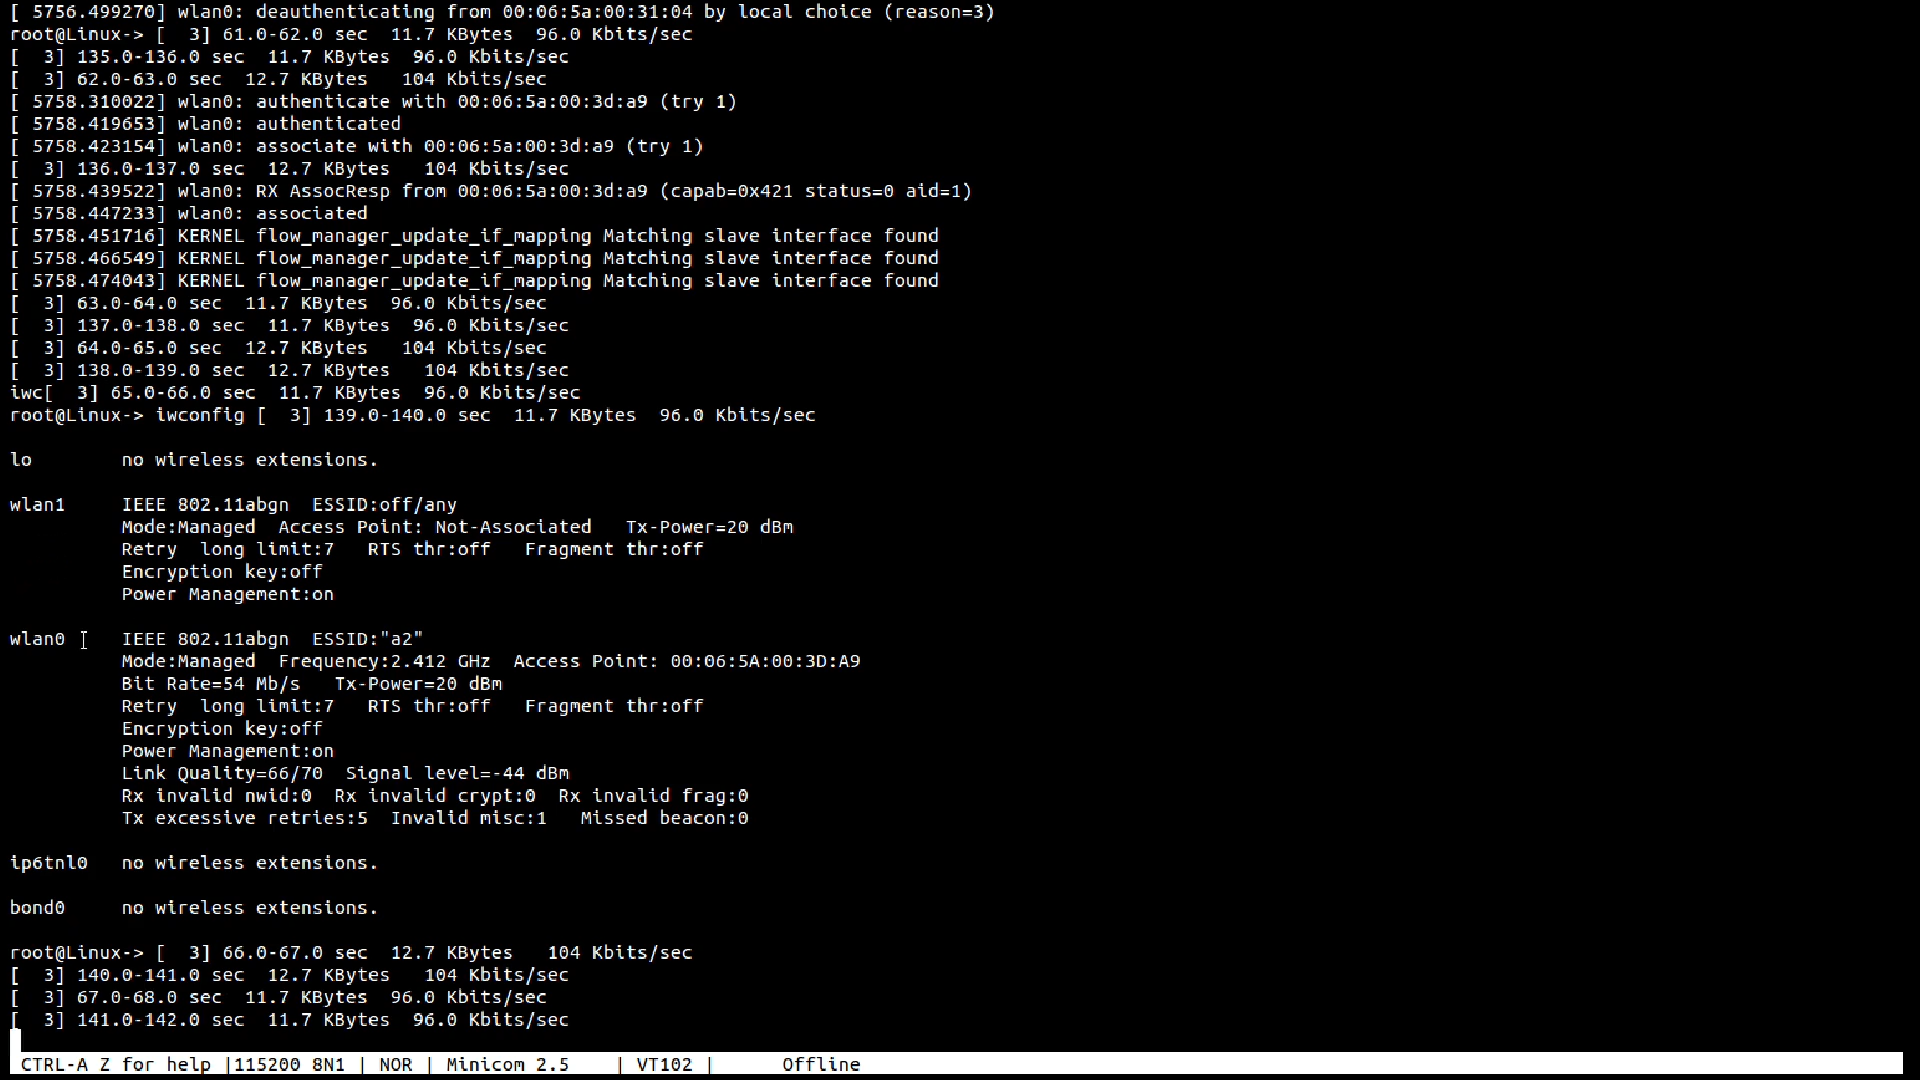 [ 5756.499270] wlan0: deauthenticating from 00:06:5a:00:31:04 by local choice (reason=3)
root@Linux-> [  3] 61.0-62.0 sec  11.7 KBytes  96.0 Kbits/sec
[  3] 135.0-136.0 sec  11.7 KBytes  96.0 Kbits/sec
[  3] 62.0-63.0 sec  12.7 KBytes   104 Kbits/sec
[ 5758.310022] wlan0: authenticate with 00:06:5a:00:3d:a9 (try 1)
[ 5758.419653] wlan0: authenticated
[ 5758.423154] wlan0: associate with 00:06:5a:00:3d:a9 (try 1)
[  3] 136.0-137.0 sec  12.7 KBytes   104 Kbits/sec
[ 5758.439522] wlan0: RX AssocResp from 00:06:5a:00:3d:a9 (capab=0x421 status=0 aid=1)
[ 5758.447233] wlan0: associated
[ 5758.451716] KERNEL flow_manager_update_if_mapping Matching slave interface found
[ 5758.466549] KERNEL flow_manager_update_if_mapping Matching slave interface found
[ 5758.474043] KERNEL flow_manager_update_if_mapping Matching slave interface found
[  3] 63.0-64.0 sec  11.7 KBytes  96.0 Kbits/sec
[  3] 137.0-138.0 sec  11.7 KBytes  96.0 Kbits/sec
[  3] 64.0-65.0 sec  12.7 KBytes   104 Kbits/sec
[  3] 138.0-139.0 sec  12.7 KBytes   104 Kbits/sec
iwc[  3] 65.0-66.0 sec  11.7 KBytes  96.0 Kbits/sec
root@Linux-> iwconfig [  3] 139.0-140.0 sec  11.7 KBytes  96.0 Kbits/sec
lo        no wireless extensions.
wlan1     IEEE 802.11abgn  ESSID:off/any
Mode:Managed  Access Point: Not-Associated   Tx-Power=20 dBm
Retry  long limit:7   RTS thr:off   Fragment thr:off
Encryption key:off
Power Management:on
wlan0     IEEE 802.11abgn  ESSID:"a2"
Mode:Managed  Frequency:2.412 GHz  Access Point: 00:06:5A:00:3D:A9
Bit Rate=54 Mb/s   Tx-Power=20 dBm
Retry  long limit:7   RTS thr:off   Fragment thr:off
Encryption key:off
Power Management:on
Link Quality=66/70  Signal level=-44 dBm
Rx invalid nwid:0  Rx invalid crypt:0  Rx invalid frag:0
Tx excessive retries:5  Invalid misc:1   Missed beacon:0
ip6tnl0   no wireless extensions.
bond0     no wireless extensions.
root@Linux-> [  3] 66.0-67.0 sec  12.7 KBytes   104 Kbits/sec
[  3] 140.0-141.0 sec  12.7 KBytes   104 Kbits/sec
[  3] 67.0-68.0 sec  11.7 KBytes  96.0 Kbits/sec
[  3] 141.0-142.0 sec  11.7 KBytes  96.0 Kbits/sec
CTRL-A Z for help |115200 8N1 | NOR | Minicom 2.5    | VT102 |      Offline